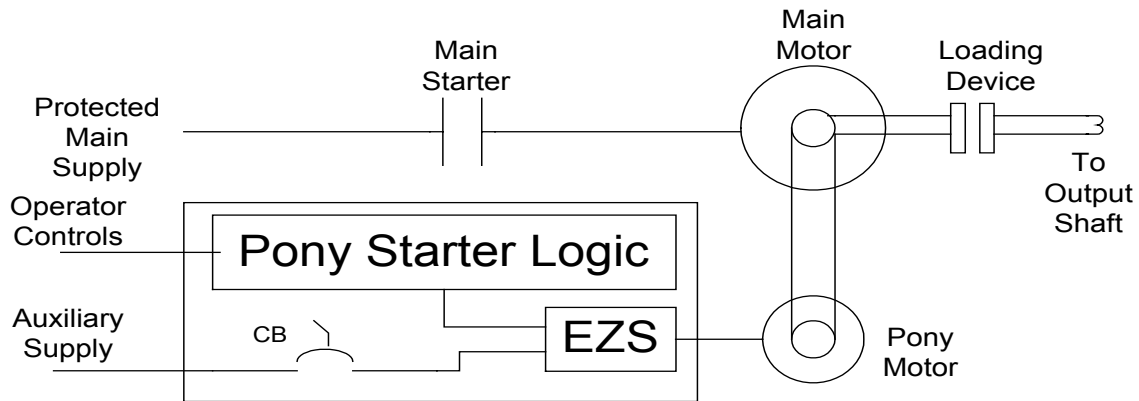 Main
Starter
Main
Motor
Loading
Device
Protected
Main
Supply
To
Output
Shaft
Operator
Controls
Pony Starter Logic
Auxiliary
Supply
CB
EZS
Pony
Motor